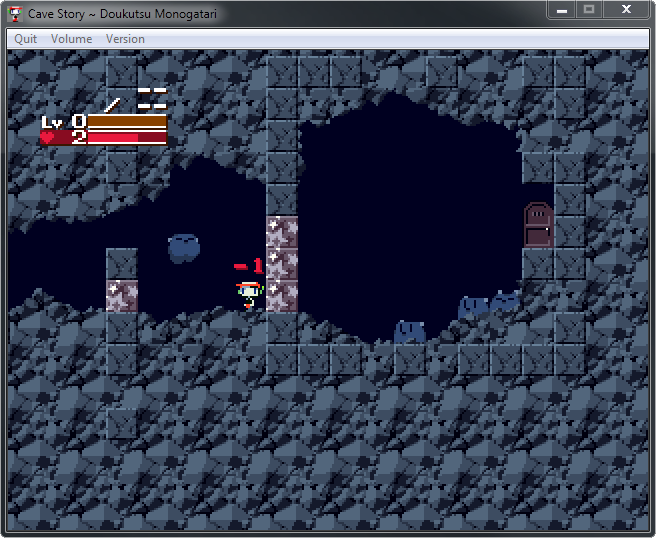 Cave Story ~ Doukutsu Monogatari
Quit Volume Version
-- / --
Lv 0
2
-1